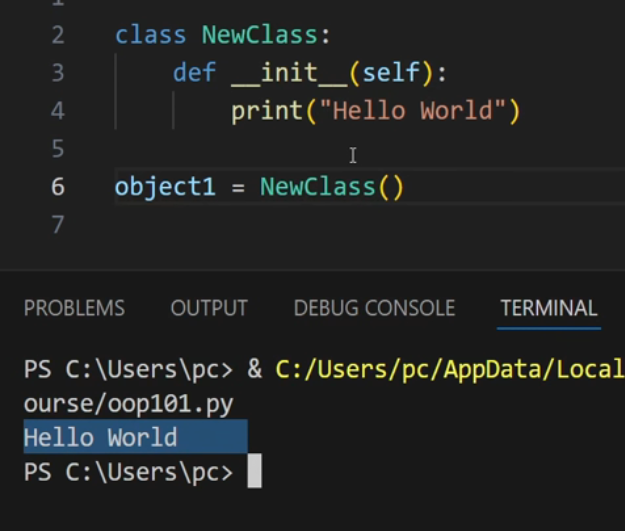 2 class NewClass:
3 def __init__(self):
4 print("Hello World")
5
6 object1 = NewClass()
7
PROBLEMS OUTPUT DEBUG CONSOLE TERMINAL
PS C:\Users\pc> & C:/Users/pc/AppData/Local
ourse/oop101.py
Hello World
PS C:\Users\pc>